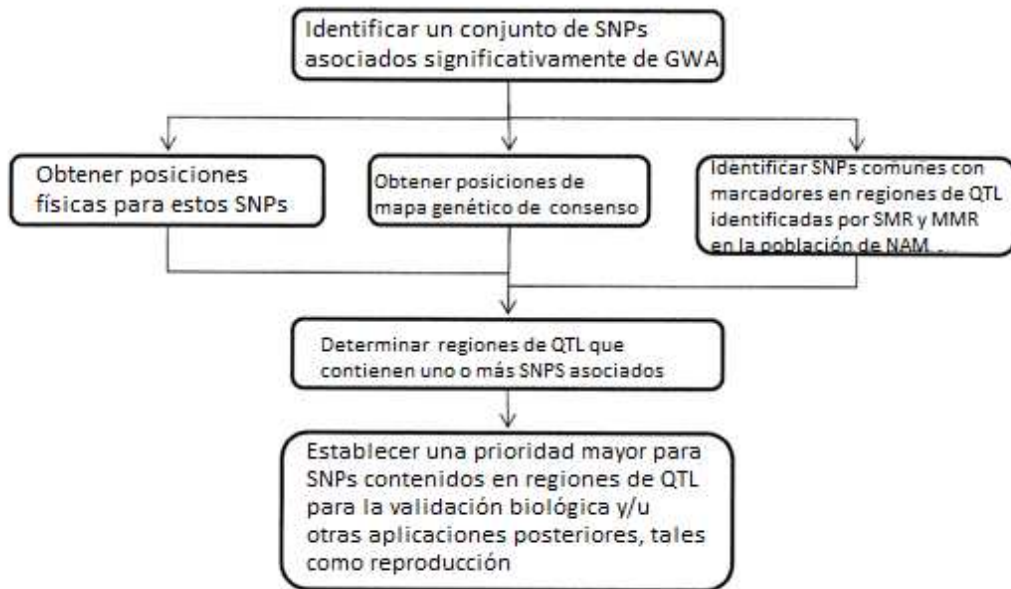 Identificar un conjunto de SNPs
asociados significativamente de GWA
Obtener posiciones
físicas para estos SNPs
Obtener posiciones de
mapa genético de consenso
Identificar SNPs comunes con
marcadores en regiones de QTL
identificadas por SMR y MMR
en la población de NAM ...
Determinar regiones de QTL que
contienen uno o más SNPS asociados
Establecer una prioridad mayor para
SNPs contenidos en regiones de QTL
para la validación biológica y/u
otras aplicaciones posteriores, tales
como reproducción